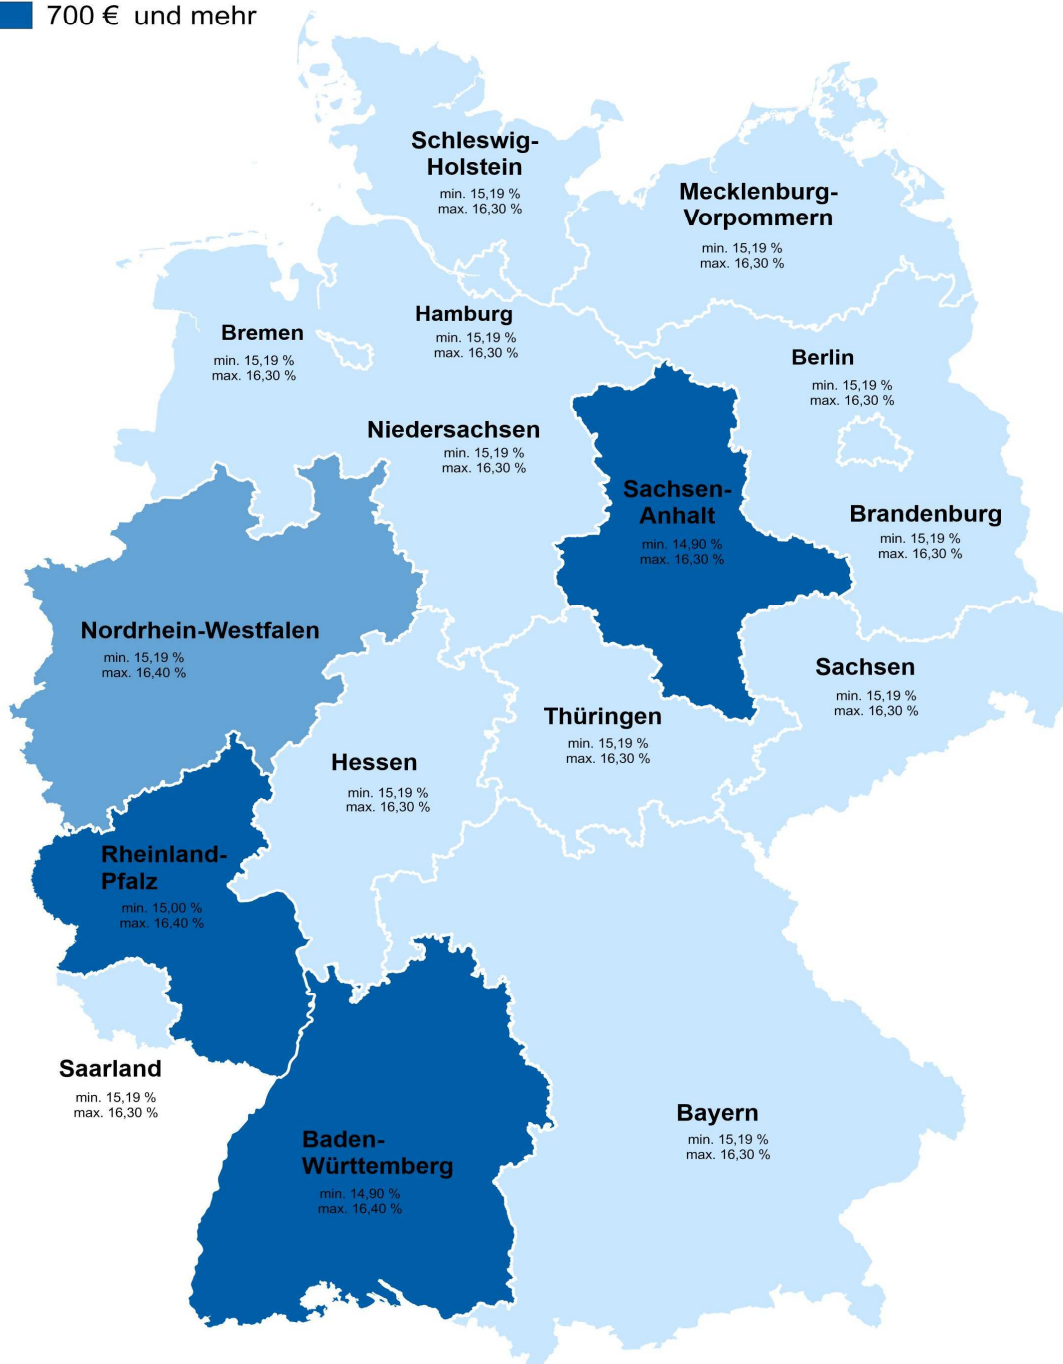 700 € und mehr
Schleswig-
Holstein
min. 15,19 %
max. 16,30 %
Mecklenburg-
Vorpommern
min. 15,19 %
max. 16,30 %
Hamburg
min. 15,19 %
max. 16,30 %
Bremen
min. 15,19 %
max. 16,30 %
Berlin
min. 15,19 %
max. 16,30 %
Niedersachsen
min. 15,19 %
max. 16,30 %
Sachsen-
Anhalt
min. 14,90 %
max. 16,30 %
Brandenburg
min. 15,19 %
max. 16,30 %
Nordrhein-Westfalen
min. 15,19 %
max. 16,40 %
Sachsen
min. 15,19 %
max. 16,30 %
Thüringen
min. 15,19 %
max. 16,30 %
Hessen
min. 15,19 %
max. 16,30 %
Rheinland-
Pfalz
min. 15,00 %
max. 16,40 %
Saarland
min. 15,19 %
max. 16,30 %
Bayern
min. 15,19 %
max. 16,30 %
Baden-
Württemberg
min. 14,90 %
max. 16,40 %